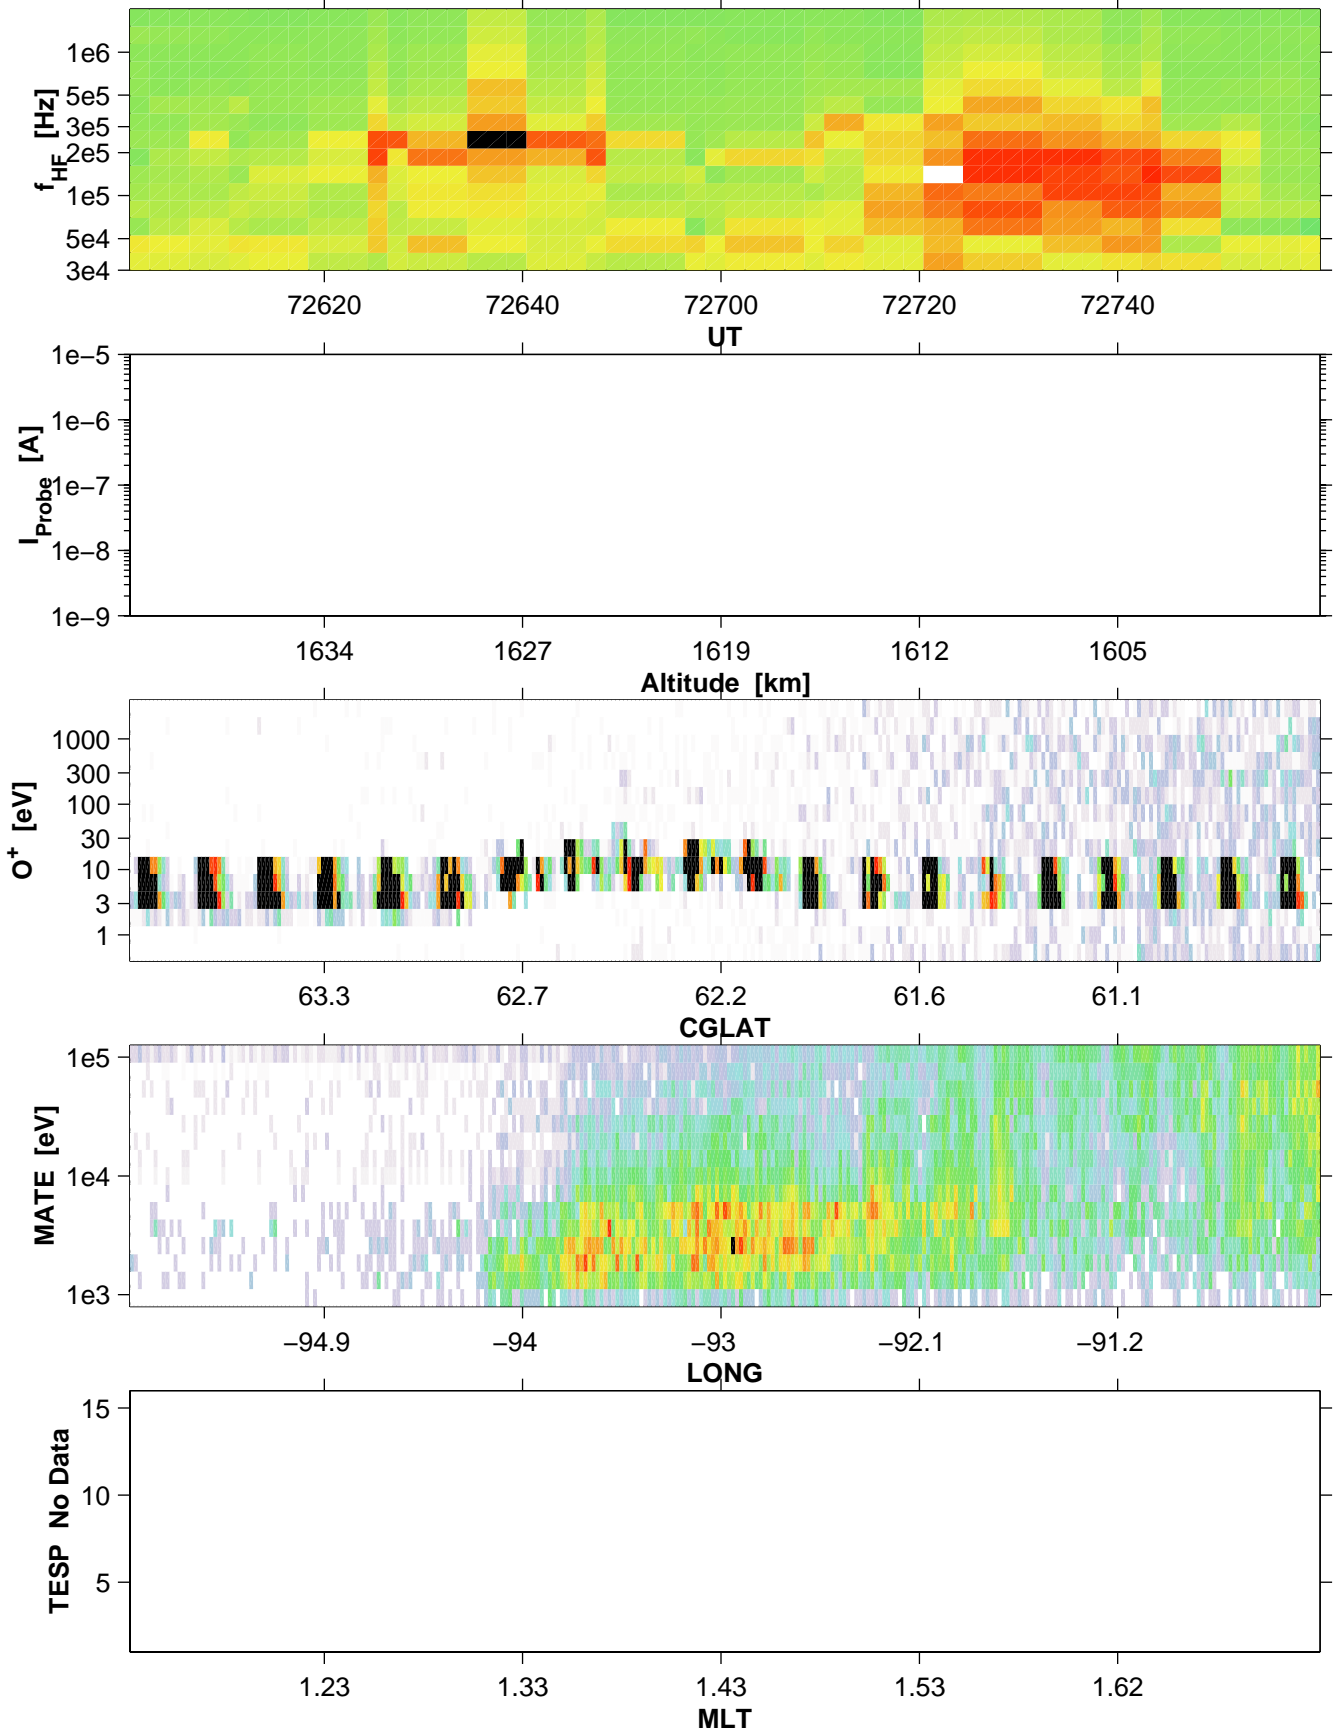 f_HF [Hz]
1e6
5e5
3e5
2e5
1e5
5e4
3e4
72620 72640 72700 72720 72740
UT
I_Probe [A]
1e−5
1e−6
1e−7
1e−8
1e−9
1634 1627 1619 1612 1605
Altitude [km]
O+ [eV]
1000
300
100
30
10
3
1
63.3 62.7 62.2 61.6 61.1
CGLAT
MATE [eV]
1e5
1e4
1e3
−94.9 −94 −93 −92.1 −91.2
LONG
TESP No Data
15
10
5
1.23 1.33 1.43 1.53 1.62
MLT